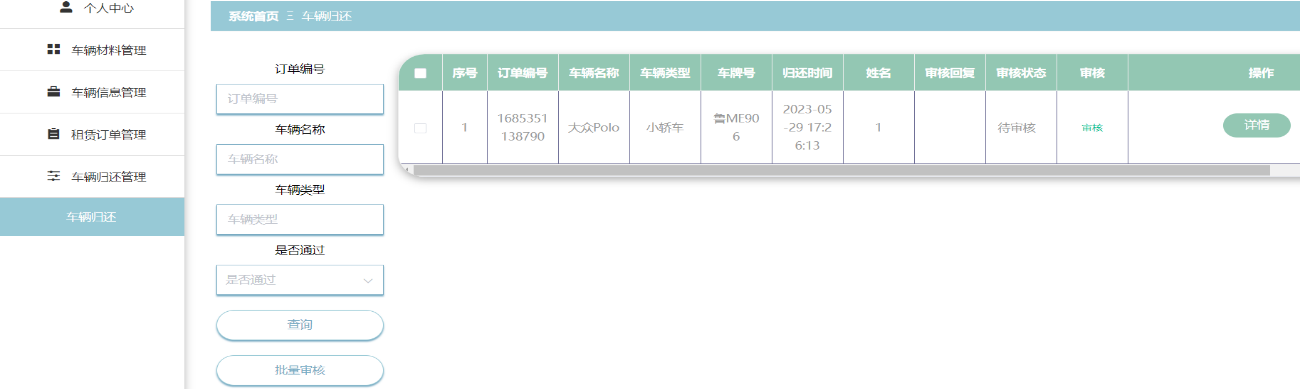 个人中心
车辆材料管理
车辆信息管理
租赁订单管理
车辆归还管理
车辆归还
系统首页 Ξ 车辆归还
订单编号
订单编号
车辆名称
车辆名称
车辆类型
车辆类型
是否通过
是否通过
查询
批量审核
序号 订单编号 车辆名称 车辆类型 车牌号 归还时间 姓名 审核回复 审核状态 审核 操作
1 1685351138790 大众Polo 小轿车 鲁ME906 2023-05-29 17:26:13 1 待审核 审核 详情